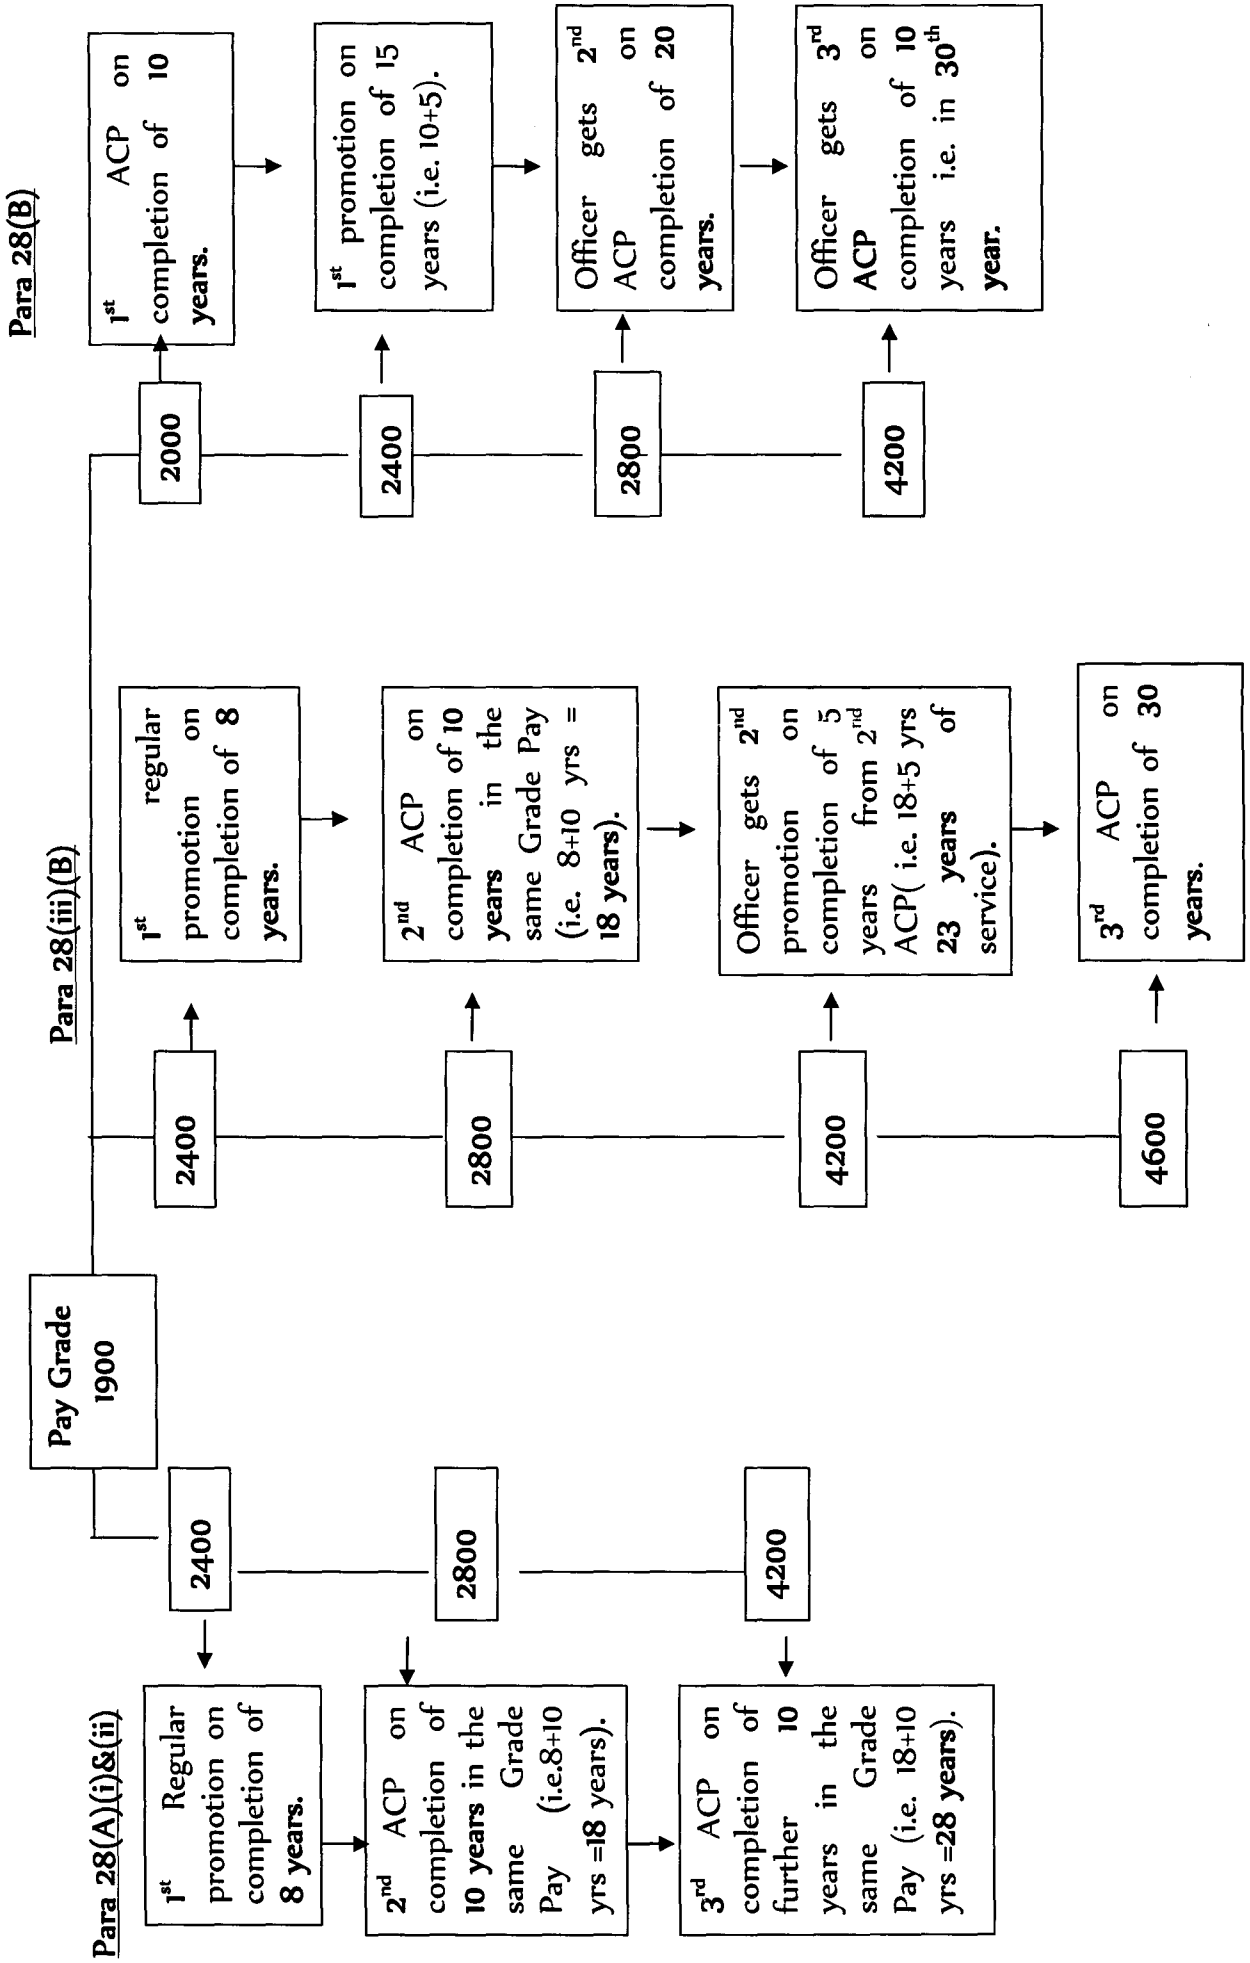 Pay Grade
1900
Para 28(A)(i)&(ii)
2400
1st Regular
promotion on
completion of
8 years.
2800
2nd ACP on
completion of
10 years in the
same Grade
Pay (i.e.8+10
yrs =18 years).
4200
3rd ACP on
completion of
further 10
years in the
same Grade
Pay (i.e. 18+10
yrs =28 years).
Para 28(iii)(B)
2400
1st regular
promotion on
completion of 8
years.
2800
2nd ACP on
completion of 10
years in the
same Grade Pay
(i.e. 8+10 yrs =
18 years).
4200
Officer gets 2nd
promotion on
completion of 5
years from 2nd
ACP( i.e. 18+5 yrs
23 years of
service).
4600
3rd ACP on
completion of 30
years.
Para 28(B)
2000
1st ACP on
completion of 10
years.
2400
1st promotion on
completion of 15
years (i.e. 10+5).
2800
Officer gets 2nd
ACP on
completion of 20
years.
4200
Officer gets 3rd
ACP on
completion of 10
years i.e. in 30th
year.